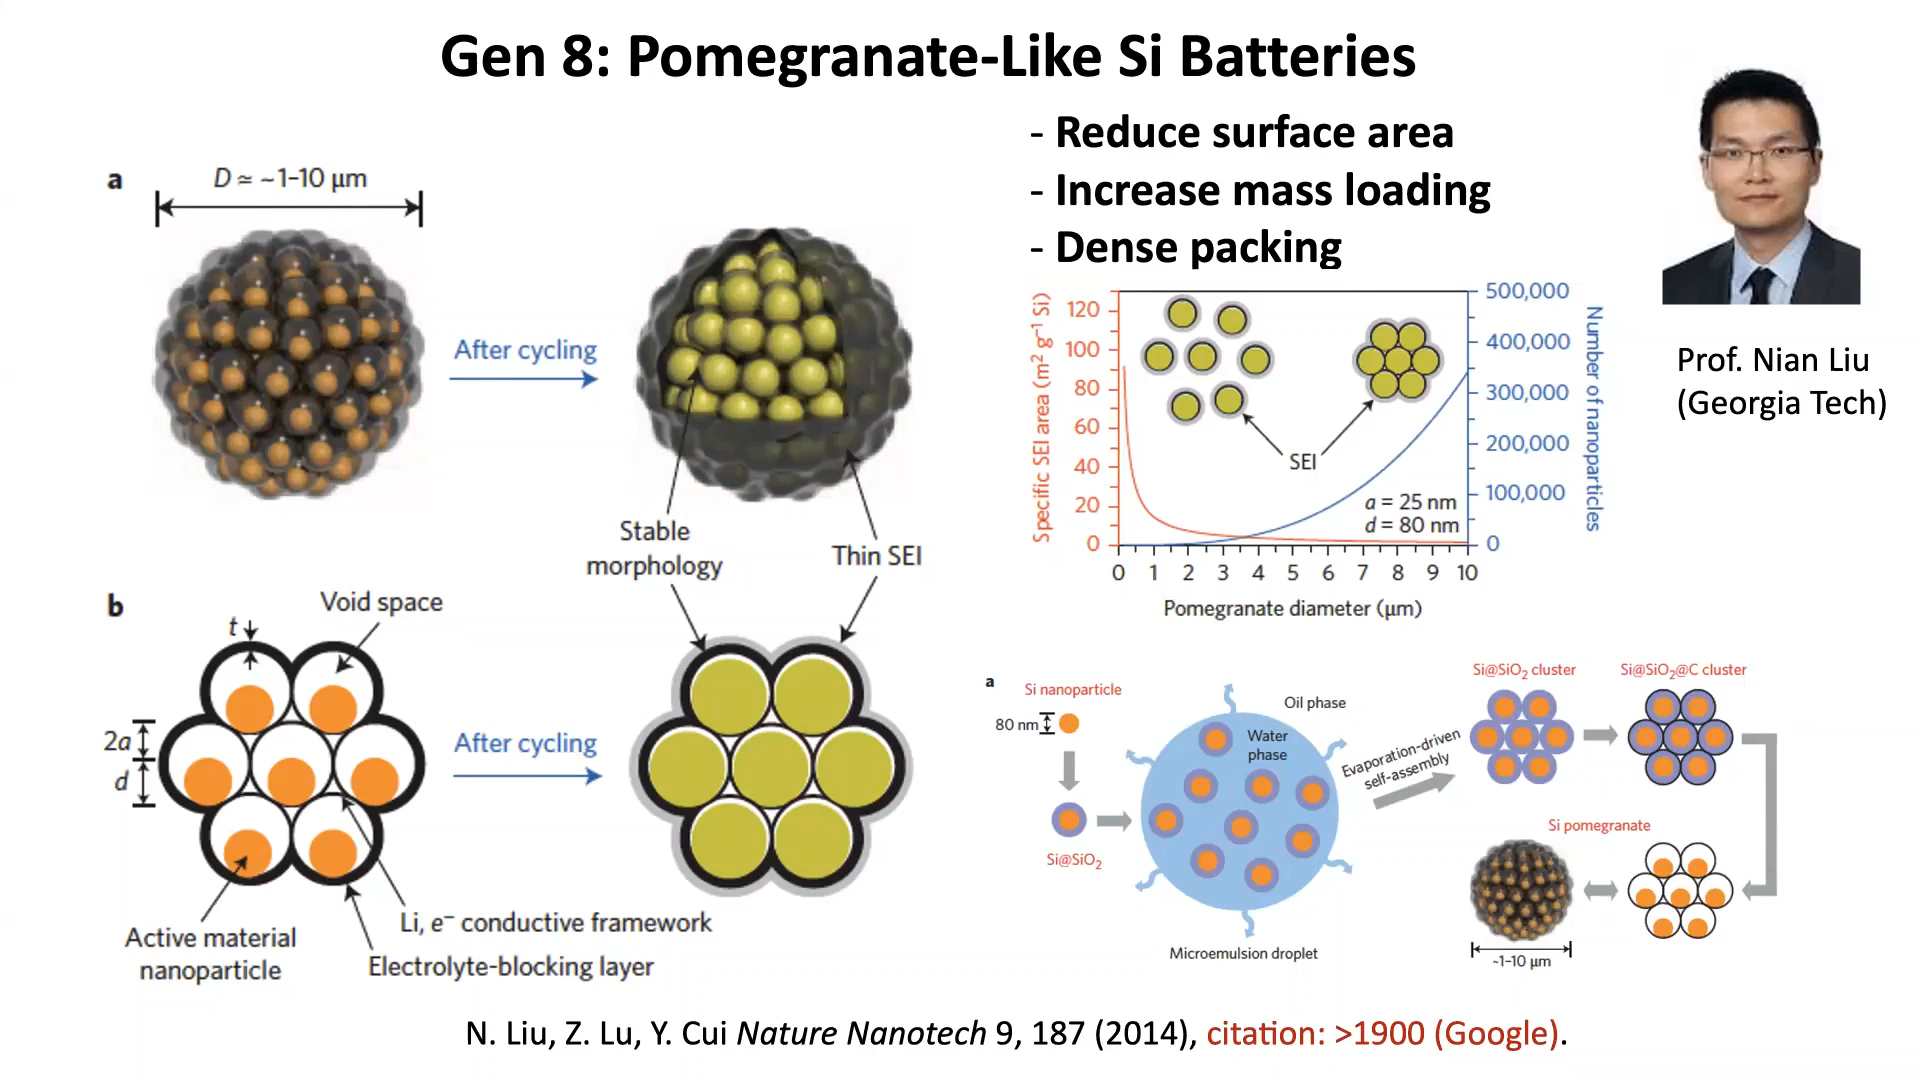 Gen 8: Pomegranate-Like Si Batteries
- Reduce surface area
- Increase mass loading
- Dense packing
Prof. Nian Liu
(Georgia Tech)
a
D ≃ ~1–10 μm
After cycling
Stable
morphology
Thin SEI
b
Void space
t
2a
d
After cycling
Active material
nanoparticle
Li, e⁻ conductive framework
Electrolyte-blocking layer
Specific SEI area (m² g⁻¹ Si)
120
100
80
60
40
20
0
SEI
a = 25 nm
d = 80 nm
500,000
400,000
300,000
200,000
100,000
0
Number of nanoparticles
0 1 2 3 4 5 6 7 8 9 10
Pomegranate diameter (μm)
a
Si nanoparticle
80 nm
Si@SiO₂
Oil phase
Water
phase
Microemulsion droplet
Evaporation-driven
self-assembly
Si@SiO₂ cluster
Si@SiO₂@C cluster
Si pomegranate
~1–10 μm
N. Liu, Z. Lu, Y. Cui Nature Nanotech 9, 187 (2014), citation: >1900 (Google).